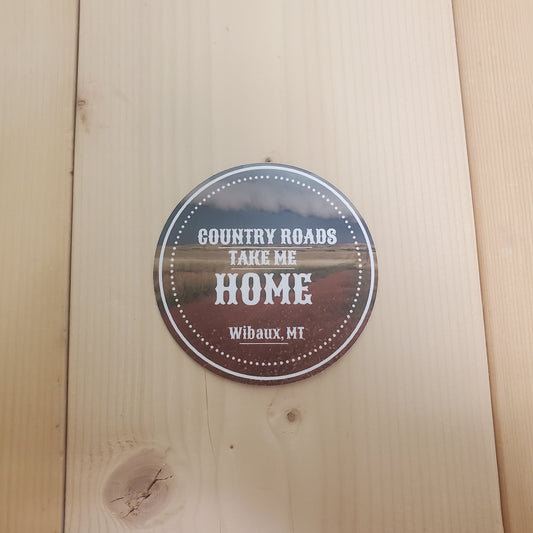 COUNTRY ROADS
TAKE ME
HOME
Wibaux, MT